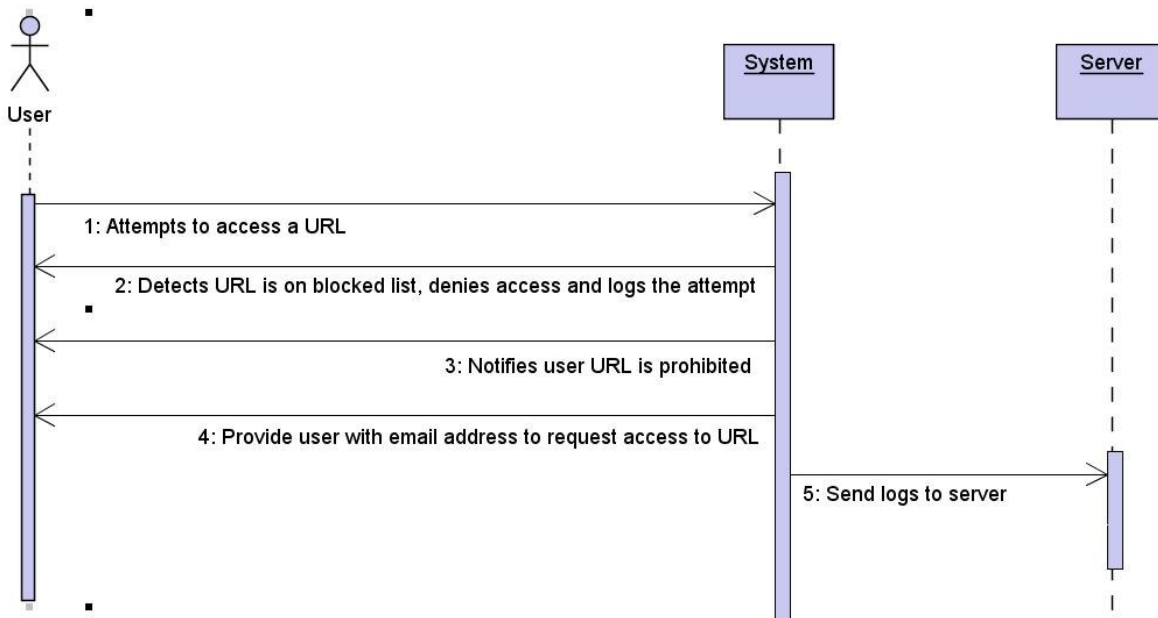 System
Server
User
1: Attempts to access a URL
2: Detects URL is on blocked list, denies access and logs the attempt
3: Notifies user URL is prohibited
4: Provide user with email address to request access to URL
5: Send logs to server